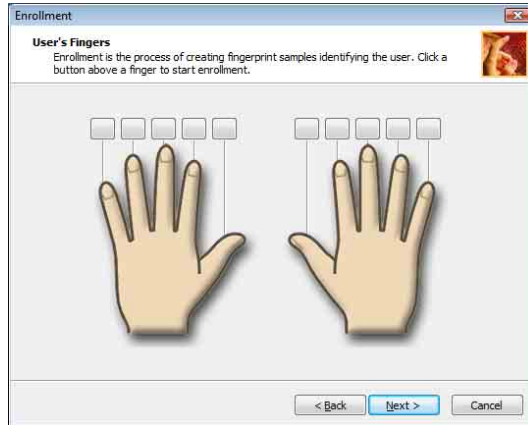 Enrollment
User's Fingers
Enrollment is the process of creating fingerprint samples identifying the user. Click a
button above a finger to start enrollment.
< Back
Next >
Cancel